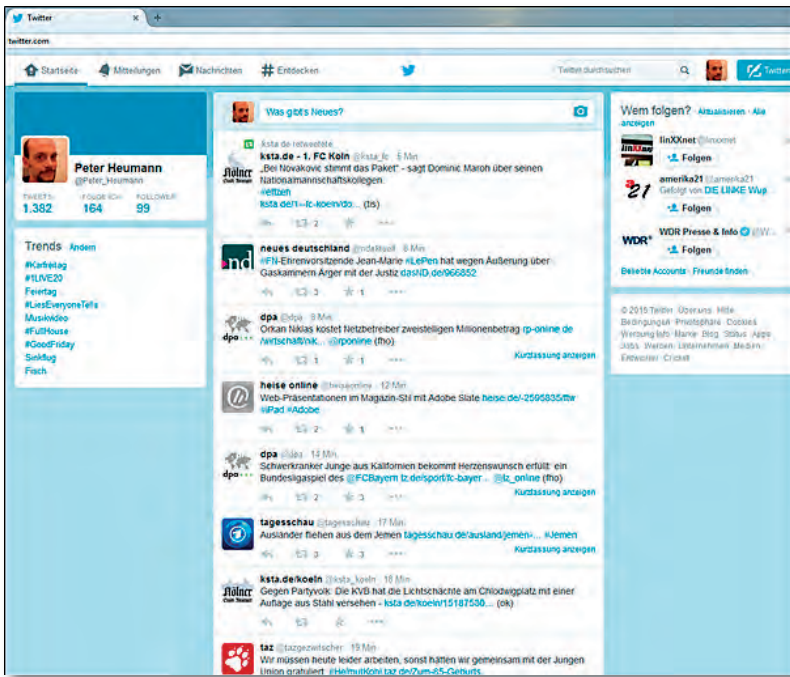 Twitter
twitter.com
Startseite Mitteilungen Nachrichten # Entdecken
Twitter durchsuchen
Twittern
Peter Heumann
@Peter_Heumann
TWEETS FOLGE ICH FOLLOWER
1.382 164 99
Trends · Ändern
#Karfreitag
#1LIVE20
Feiertag
#LiesEveryoneTells
Musikvideo
#FullHouse
#GoodFriday
Sinkflug
Fisch
Was gibt's Neues?
ksta.de retweetete
ksta.de - 1. FC Köln @ksta_fc · 5 Min
„Bei Novakovic stimmt das Paket" - sagt Dominic Maroh über seinen
Nationalmannschaftskollegen.
#effzeh
ksta.de/1--fc-koeln/do... (tis)
2
nd
neues deutschland @ndaktuell · 8 Min
#FN-Ehrenvorsitzende Jean-Marie #LePen hat wegen Äußerung über
Gaskammern Ärger mit der Justiz dasND.de/966852
3 1
dpa
dpa @dpa · 9 Min
Orkan Niklas kostet Netzbetreiber zweistelligen Millionenbetrag rp-online.de
/wirtschaft/nik... @rponline (fho)
1 1 Kurzfassung anzeigen
heise online @heiseonline · 12 Min
Web-Präsentationen im Magazin-Stil mit Adobe Slate heise.de/-2595835/ftw
#iPad #Adobe
2 1
dpa
dpa @dpa · 14 Min
Schwerkranker Junge aus Kalifornien bekommt Herzenswunsch erfüllt: ein
Bundesligaspiel des @FCBayern tz.de/sport/fc-bayer... @tz_online (fho)
2 3 Kurzfassung anzeigen
tagesschau @tagesschau · 17 Min
Ausländer fliehen aus dem Jemen tagesschau.de/ausland/jemen-... #Jemen
3 3 Kurzfassung anzeigen
ksta.de/koeln @ksta_koeln · 18 Min
Gegen Partyvolk: Die KVB hat die Lichtschächte am Chlodwigplatz mit einer
Auflage aus Stahl versehen - ksta.de/koeln/15187530... (ok)
taz @tazgezwitscher · 19 Min
Wir müssen heute leider arbeiten, sonst hätten wir gemeinsam mit der Jungen
Union gratuliert. #HelmutKohl taz.de/Zum-85-Geburts...
Wem folgen? · Aktualisieren · Alle
anzeigen
linXXnet @linxxnet
Folgen
amerika21 @amerika21
Gefolgt von DIE LINKE Wup...
Folgen
WDR
WDR Presse & Info @W...
Folgen
Beliebte Accounts · Freunde finden
© 2015 Twitter Über uns Hilfe
Bedingungen Privatsphäre Cookies
Werbung Info Marke Blog Status Apps
Jobs Werben Unternehmen Medien
Entwickler Cricket